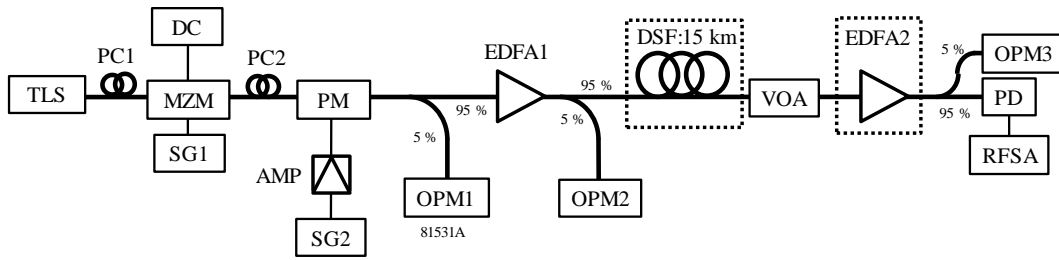 DC
EDFA1
DSF:15 km
EDFA2
5 %
OPM3
PC1
PC2
TLS
MZM
PM
95 %
95 %
VOA
PD
95 %
5 %
5 %
SG1
AMP
RFSA
OPM1
OPM2
81531A
SG2